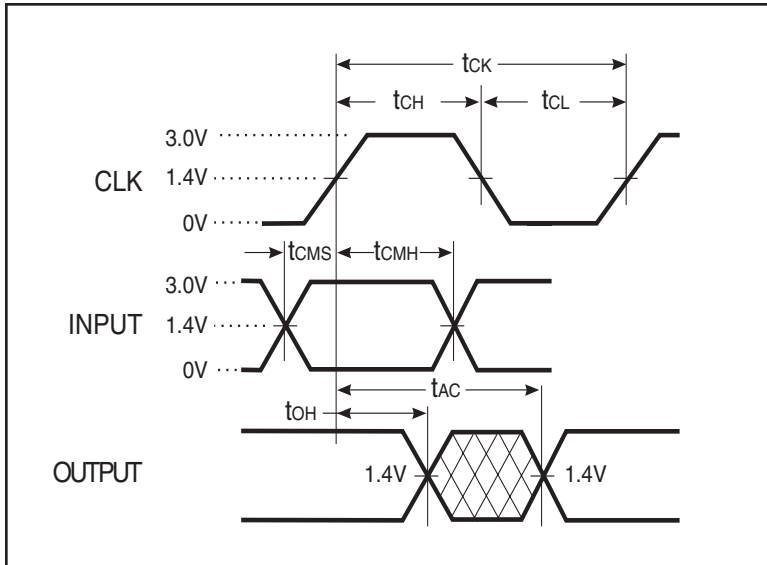 tCK
tCH tCL
3.0V
CLK 1.4V
0V
tCMS tCMH
3.0V
INPUT 1.4V
0V
tAC
tOH
OUTPUT 1.4V 1.4V